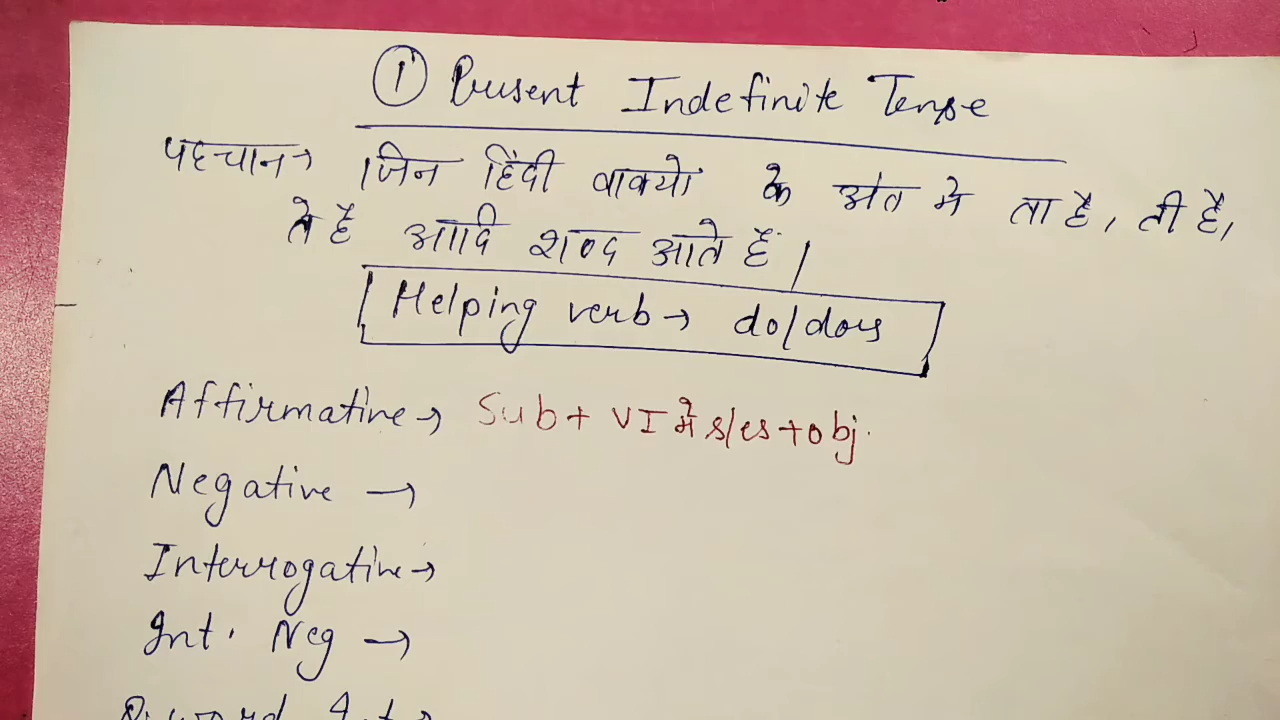 ① Present Indefinite Tense
पहचान→ जिन हिंदी वाक्यो के अंत मे ता है, ती है,
ते है आदि शब्द आते हैं।
Helping verb→ do/does
Affirmative→ Sub + VI में s/es + obj.
Negative →
Interrogative→
Int. Neg →